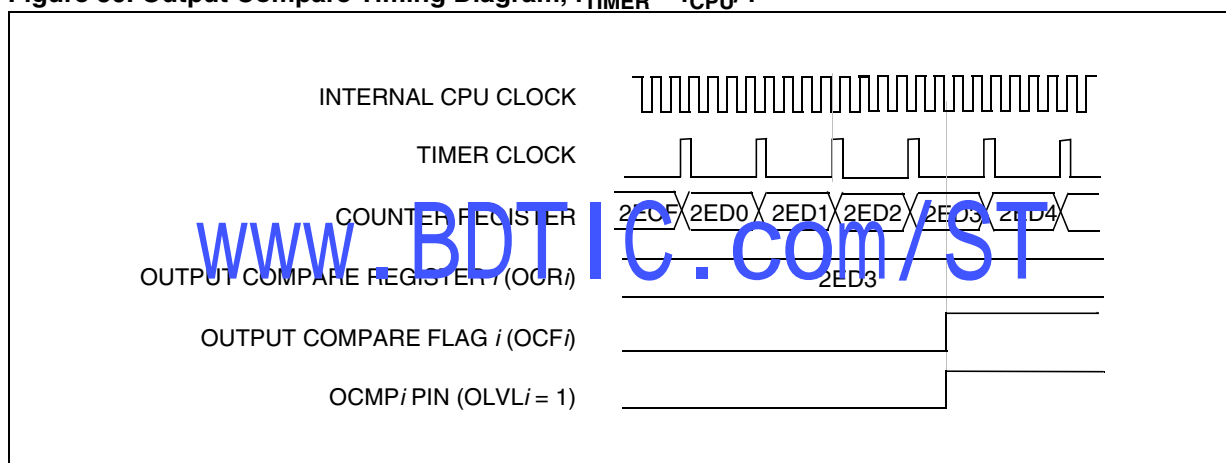 INTERNAL CPU CLOCK
TIMER CLOCK
COUNTER REGISTER 2ECF 2ED0 2ED1 2ED2 2ED3 2ED4
OUTPUT COMPARE REGISTER i (OCRi) 2ED3
www.BDTIC.com/ST
OUTPUT COMPARE FLAG i (OCFi)
OCMPi PIN (OLVLi = 1)